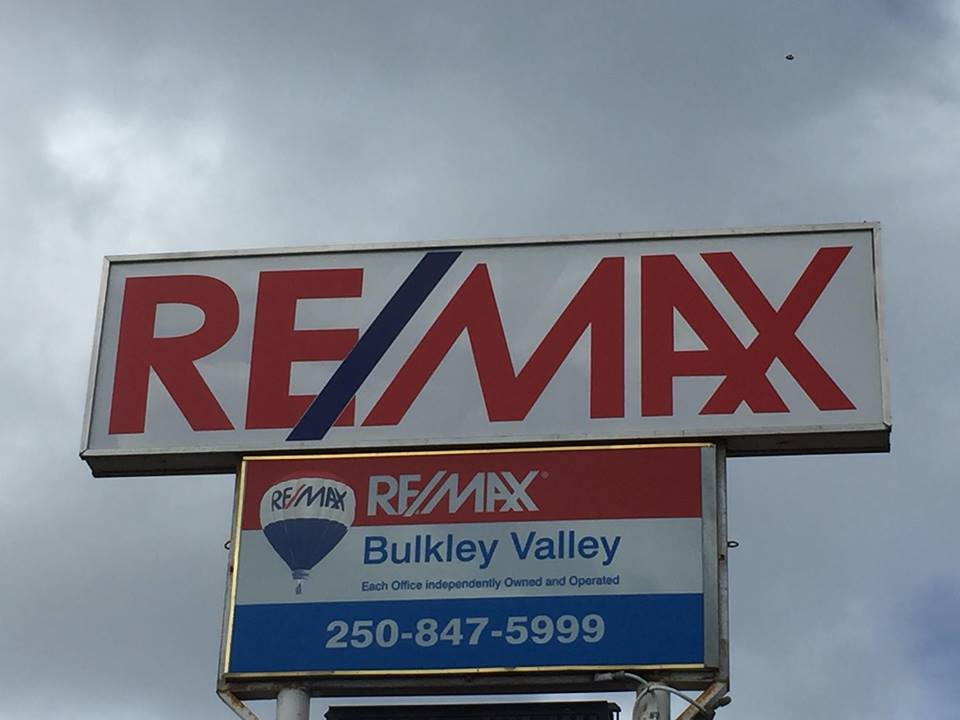 RE/MAX
RE/MAX
RE/MAX®
Bulkley Valley
Each Office independently Owned and Operated
250-847-5999